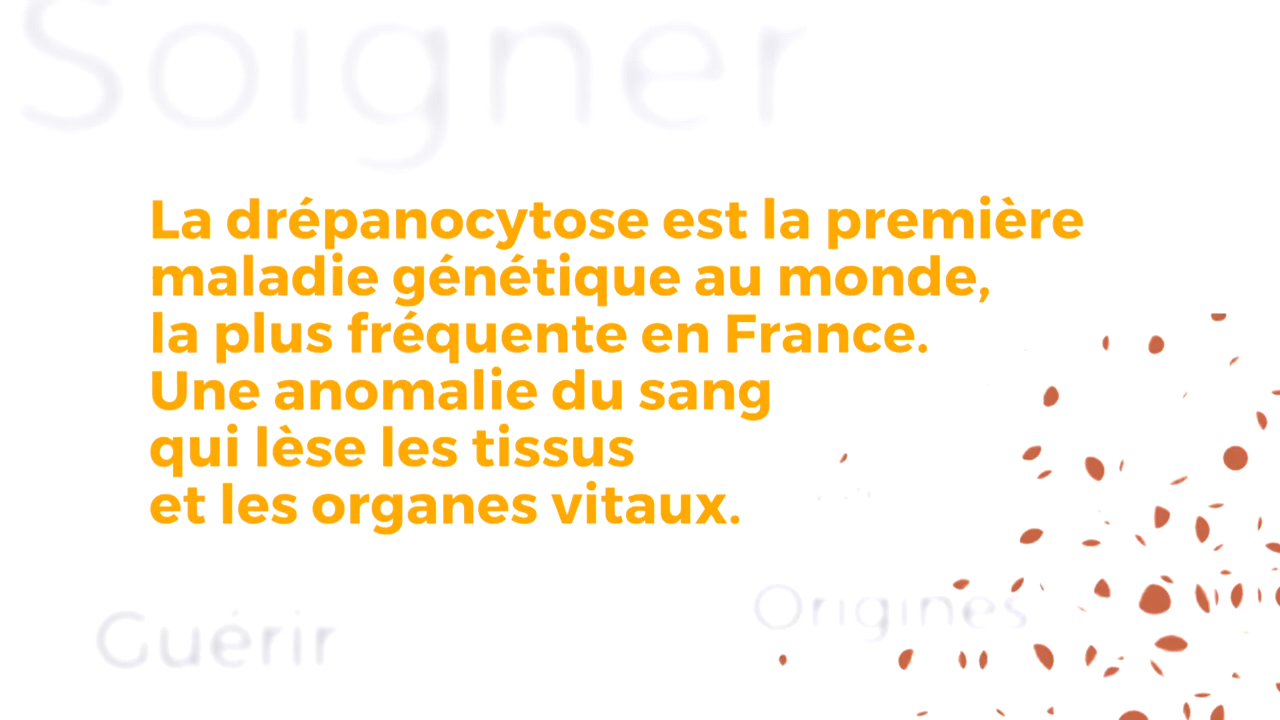 Soigner
La drépanocytose est la première
maladie génétique au monde,
la plus fréquente en France.
Une anomalie du sang
qui lèse les tissus
et les organes vitaux.
Origines
Guérir